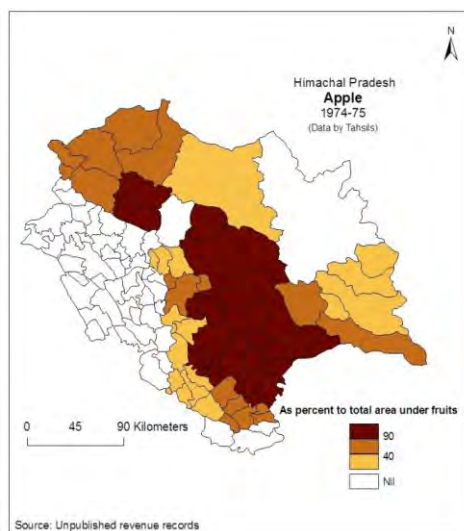 N
Himachal Pradesh
Apple
1974-75
(Data by Tahsils)
As percent to total area under fruits
90
40
Nil
0 45 90 Kilometers
Source: Unpublished revenue records